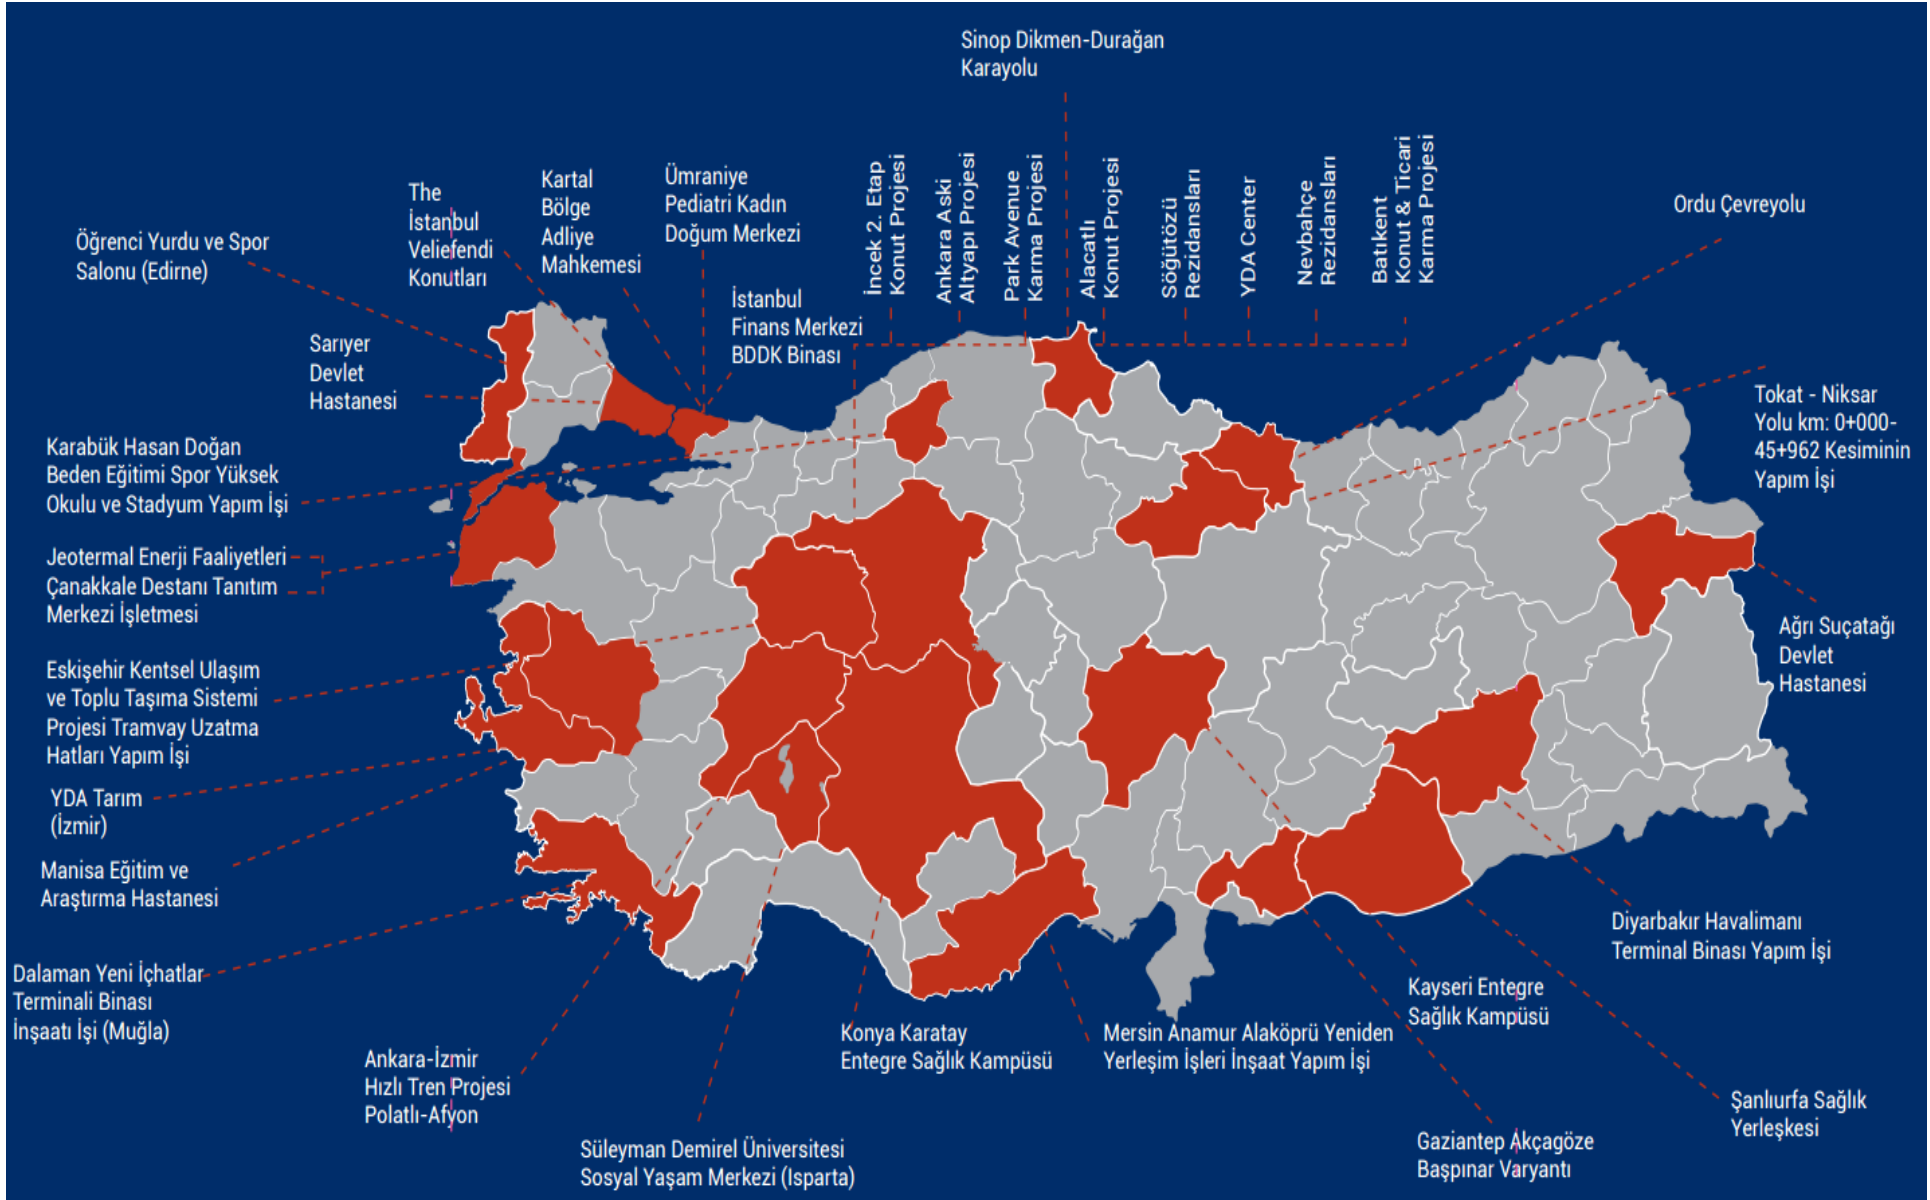 Sinop Dikmen-Durağan
Karayolu
Öğrenci Yurdu ve Spor
Salonu (Edirne)
The
İstanbul
Veliefendi
Konutları
Kartal
Bölge
Adliye
Mahkemesi
Ümraniye
Pediatri Kadın
Doğum Merkezi
İstanbul
Finans Merkezi
BDDK Binası
İncek 2. Etap
Konut Projesi
Ankara Aski
Altyapı Projesi
Park Avenue
Karma Projesi
Alacatlı
Konut Projesi
Söğütözü
Rezidansları
YDA Center
Nevbahçe
Rezidansları
Batıkent
Konut & Ticari
Karma Projesi
Ordu Çevreyolu
Sarıyer
Devlet
Hastanesi
Tokat - Niksar
Yolu km: 0+000-
45+962 Kesiminin
Yapım İşi
Karabük Hasan Doğan
Beden Eğitimi Spor Yüksek
Okulu ve Stadyum Yapım İşi
Jeotermal Enerji Faaliyetleri
Çanakkale Destanı Tanıtım
Merkezi İşletmesi
Ağrı Suçatağı
Devlet
Hastanesi
Eskişehir Kentsel Ulaşım
ve Toplu Taşıma Sistemi
Projesi Tramvay Uzatma
Hatları Yapım İşi
YDA Tarım
(İzmir)
Manisa Eğitim ve
Araştırma Hastanesi
Dalaman Yeni İçhatlar
Terminali Binası
İnşaatı İşi (Muğla)
Ankara-İzmir
Hızlı Tren Projesi
Polatlı-Afyon
Süleyman Demirel Üniversitesi
Sosyal Yaşam Merkezi (Isparta)
Konya Karatay
Entegre Sağlık Kampüsü
Mersin Anamur Alaköprü Yeniden
Yerleşim İşleri İnşaat Yapım İşi
Diyarbakır Havalimanı
Terminal Binası Yapım İşi
Kayseri Entegre
Sağlık Kampüsü
Şanlıurfa Sağlık
Yerleşkesi
Gaziantep Akçagöze
Başpınar Varyantı